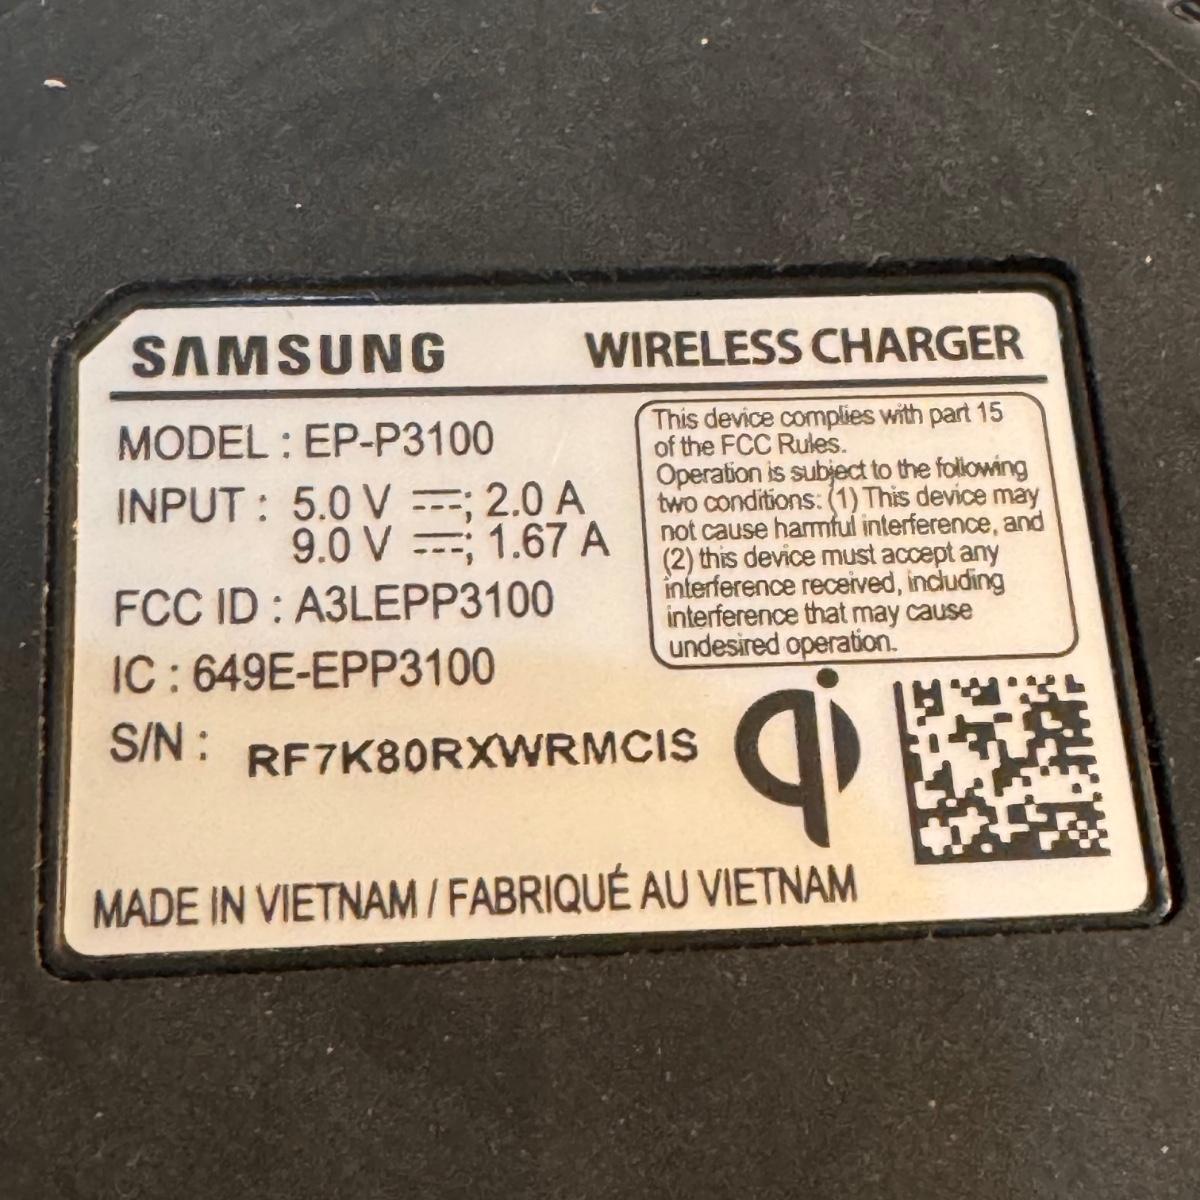 SAMSUNG WIRELESS CHARGER
MODEL : EP-P3100
INPUT : 5.0 V ⎓; 2.0 A
9.0 V ⎓; 1.67 A
FCC ID : A3LEPP3100
IC : 649E-EPP3100
S/N : RF7K80RXWRMCIS
This device complies with part 15
of the FCC Rules.
Operation is subject to the following
two conditions: (1) This device may
not cause harmful interference, and
(2) this device must accept any
interference received, including
interference that may cause
undesired operation.
qi
MADE IN VIETNAM / FABRIQUÉ AU VIETNAM